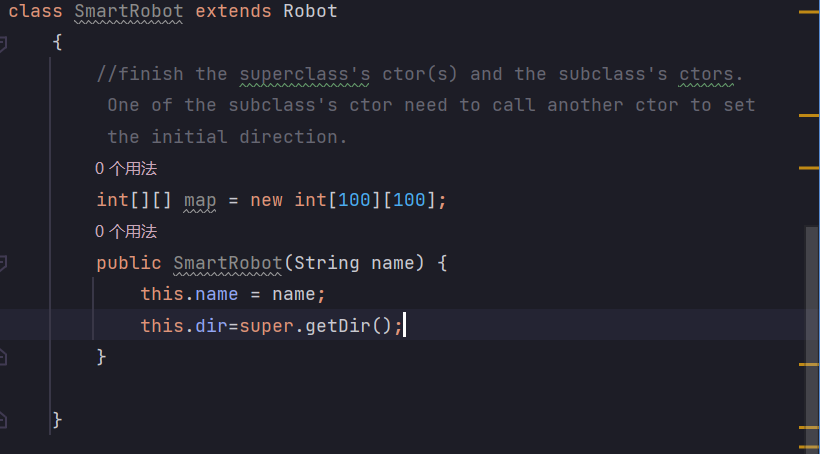 class SmartRobot extends Robot
{
//finish the superclass's ctor(s) and the subclass's ctors.
One of the subclass's ctor need to call another ctor to set
the initial direction.
0 个用法
int[][] map = new int[100][100];
0 个用法
public SmartRobot(String name) {
this.name = name;
this.dir=super.getDir();
}
}